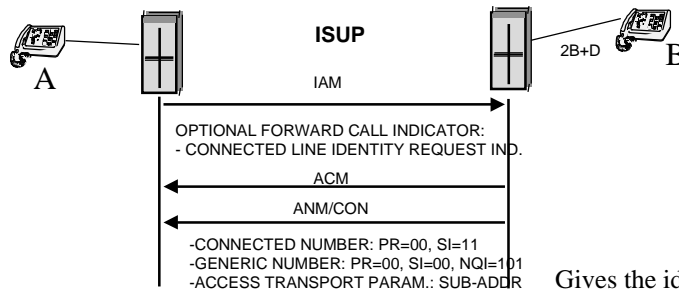 ISUP
A
2B+D
B
IAM
OPTIONAL FORWARD CALL INDICATOR:
- CONNECTED LINE IDENTITY REQUEST IND.
ACM
ANM/CON
-CONNECTED NUMBER: PR=00, SI=11
-GENERIC NUMBER: PR=00, SI=00, NQI=101
-ACCESS TRANSPORT PARAM.: SUB-ADDR
Gives the